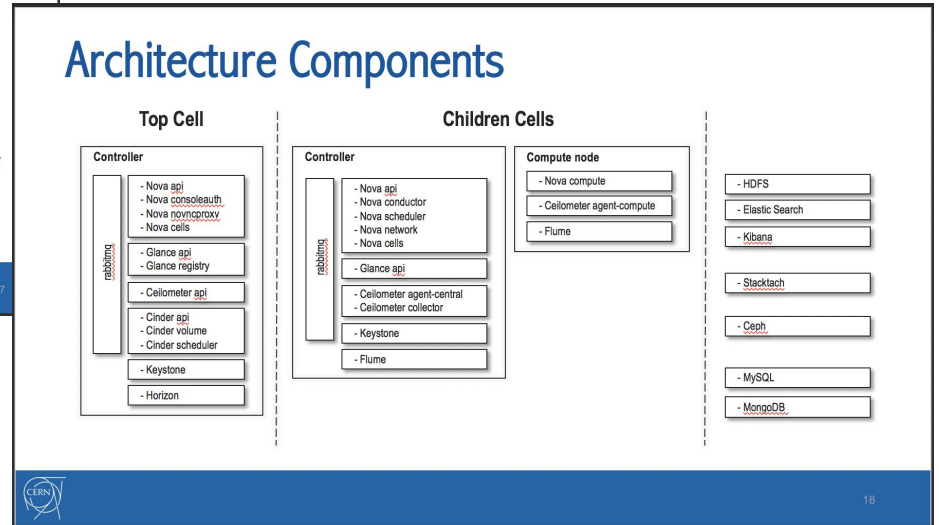 Architecture Components
Top Cell
Controller
rabbitmq
- Nova api
- Nova consoleauth
- Nova novncproxy
- Nova cells
- Glance api
- Glance registry
- Ceilometer api
- Cinder api
- Cinder volume
- Cinder scheduler
- Keystone
- Horizon
Children Cells
Controller
rabbitmq
- Nova api
- Nova conductor
- Nova scheduler
- Nova network
- Nova cells
- Glance api
- Ceilometer agent-central
- Ceilometer collector
- Keystone
- Flume
Compute node
- Nova compute
- Ceilometer agent-compute
- Flume
- HDFS
- Elastic Search
- Kibana
- Stacktach
- Ceph
- MySQL
- MongoDB
7
CERN
18